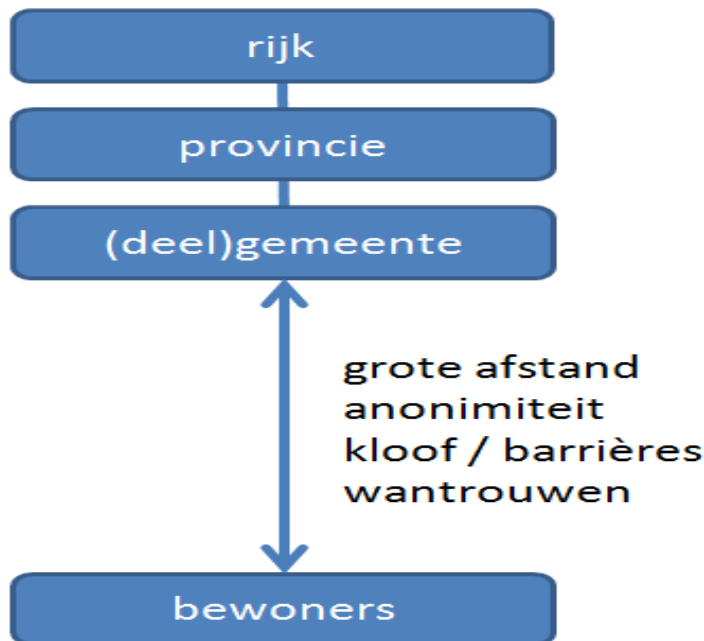 rijk
provincie
(deel)gemeente
grote afstand
anonimiteit
kloof / barrières
wantrouwen
bewoners